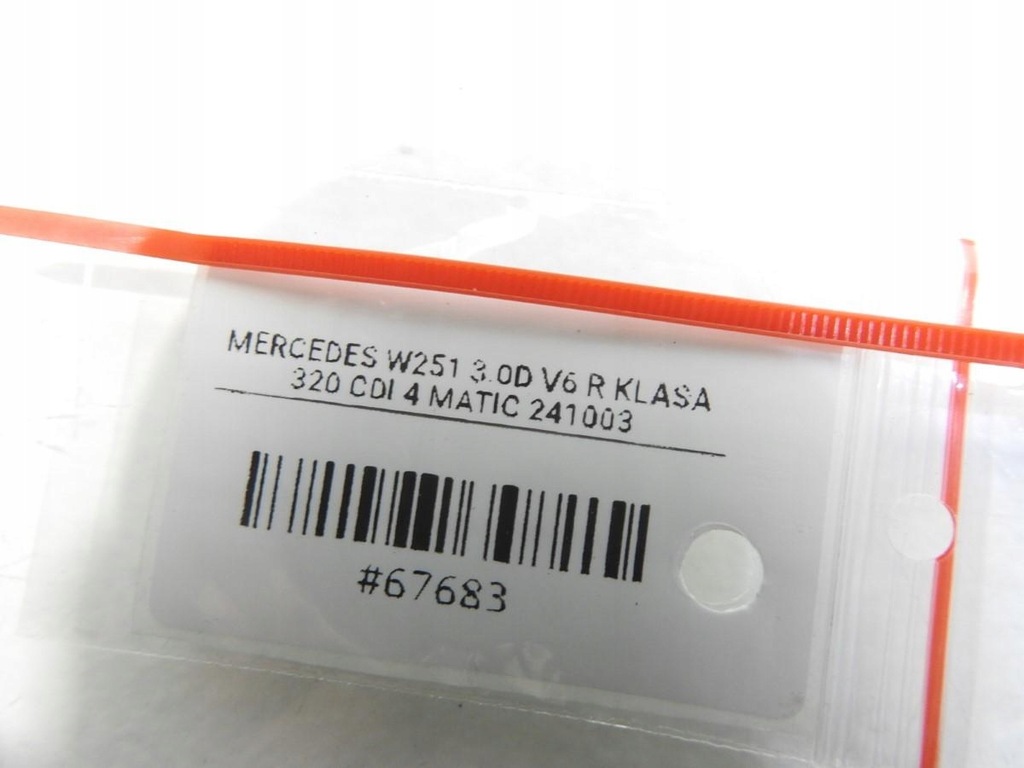 MERCEDES W251 3.0D V6 R KLASA
320 CDI 4 MATIC 241003
#67683